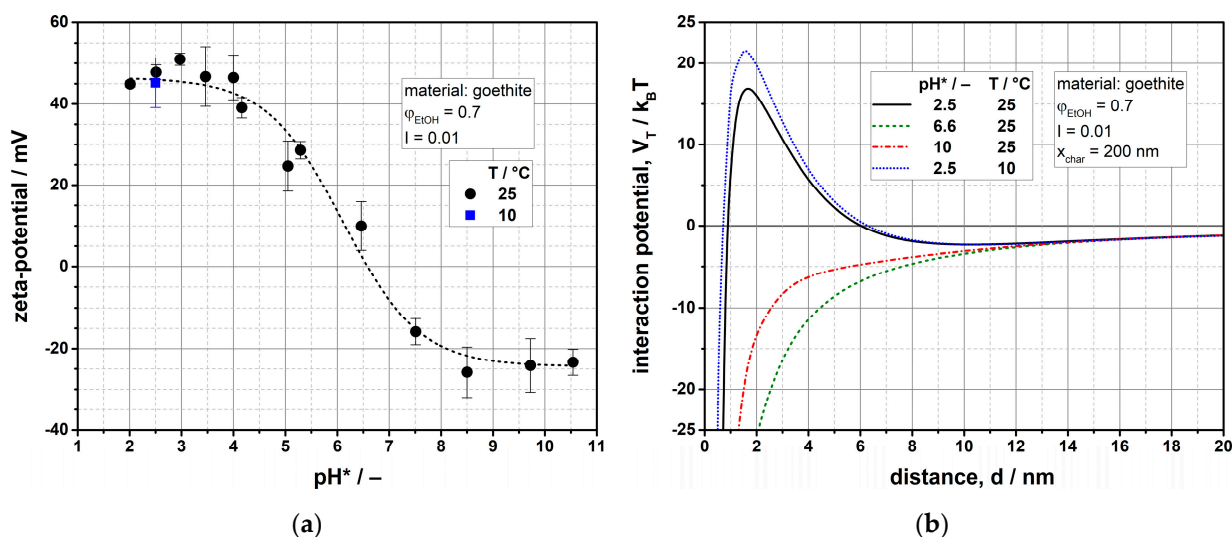 60
40
20
0
-20
-40
zeta-potential / mV
1 2 3 4 5 6 7 8 9 10 11
pH* / –
material: goethite
φEtOH = 0.7
I = 0.01
T / °C
25
10
(a)
25
20
15
10
5
0
-5
-10
-15
-20
-25
interaction potential, VT / kBT
0 2 4 6 8 10 12 14 16 18 20
distance, d / nm
pH* / – T / °C
2.5 25
6.6 25
10 25
2.5 10
material: goethite
φEtOH = 0.7
I = 0.01
xchar = 200 nm
(b)